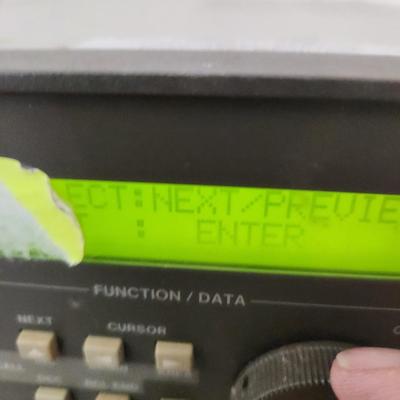 ECT:NEXT/PREVIE
: ENTER
FUNCTION / DATA
NEXT
CURSOR